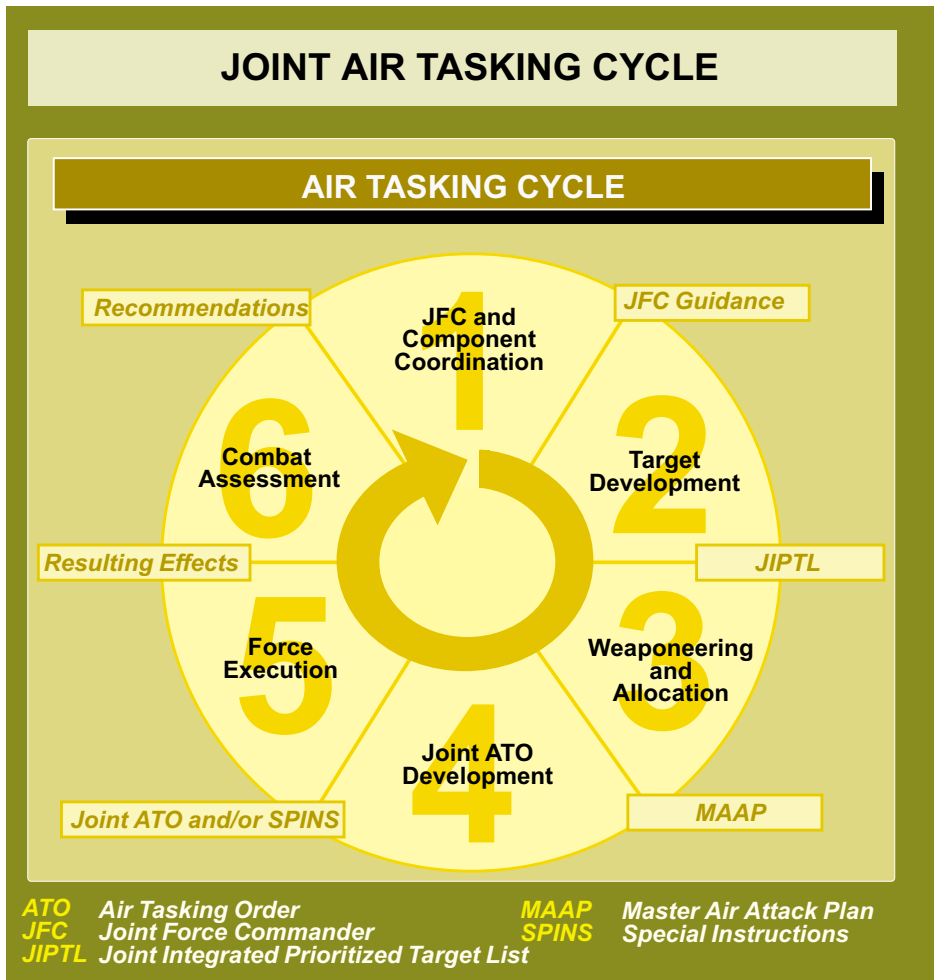 JOINT AIR TASKING CYCLE
AIR TASKING CYCLE
Recommendations
JFC Guidance
1
JFC and
Component
Coordination
6
Combat
Assessment
2
Target
Development
Resulting Effects
JIPTL
5
Force
Execution
3
Weaponeering
and
Allocation
4
Joint ATO
Development
Joint ATO and/or SPINS
MAAP
ATO Air Tasking Order
JFC Joint Force Commander
JIPTL Joint Integrated Prioritized Target List
MAAP Master Air Attack Plan
SPINS Special Instructions